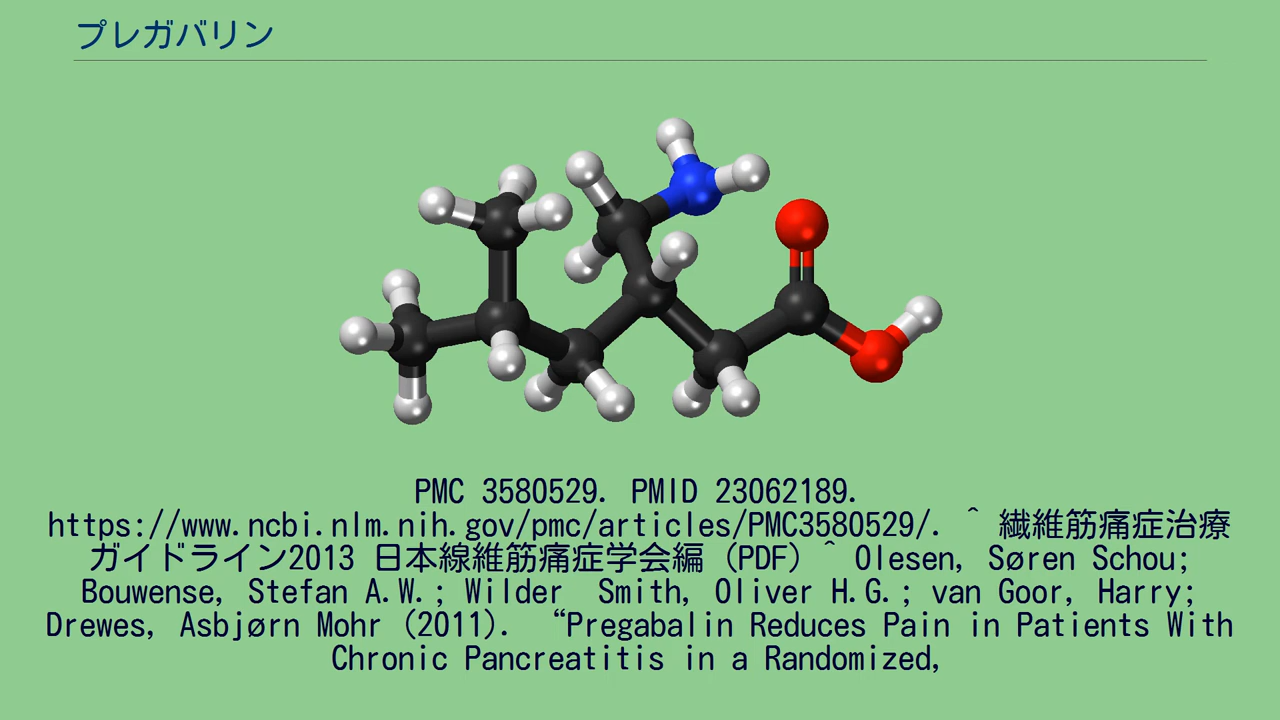 プレガバリン
PMC 3580529. PMID 23062189.
https://www.ncbi.nlm.nih.gov/pmc/articles/PMC3580529/. ^ 繊維筋痛症治療
ガイドライン2013 日本線維筋痛症学会編 (PDF) ^ Olesen, Søren Schou;
Bouwense, Stefan A.W.; Wilder  Smith, Oliver H.G.; van Goor, Harry;
Drewes, Asbjørn Mohr (2011). “Pregabalin Reduces Pain in Patients With
Chronic Pancreatitis in a Randomized,